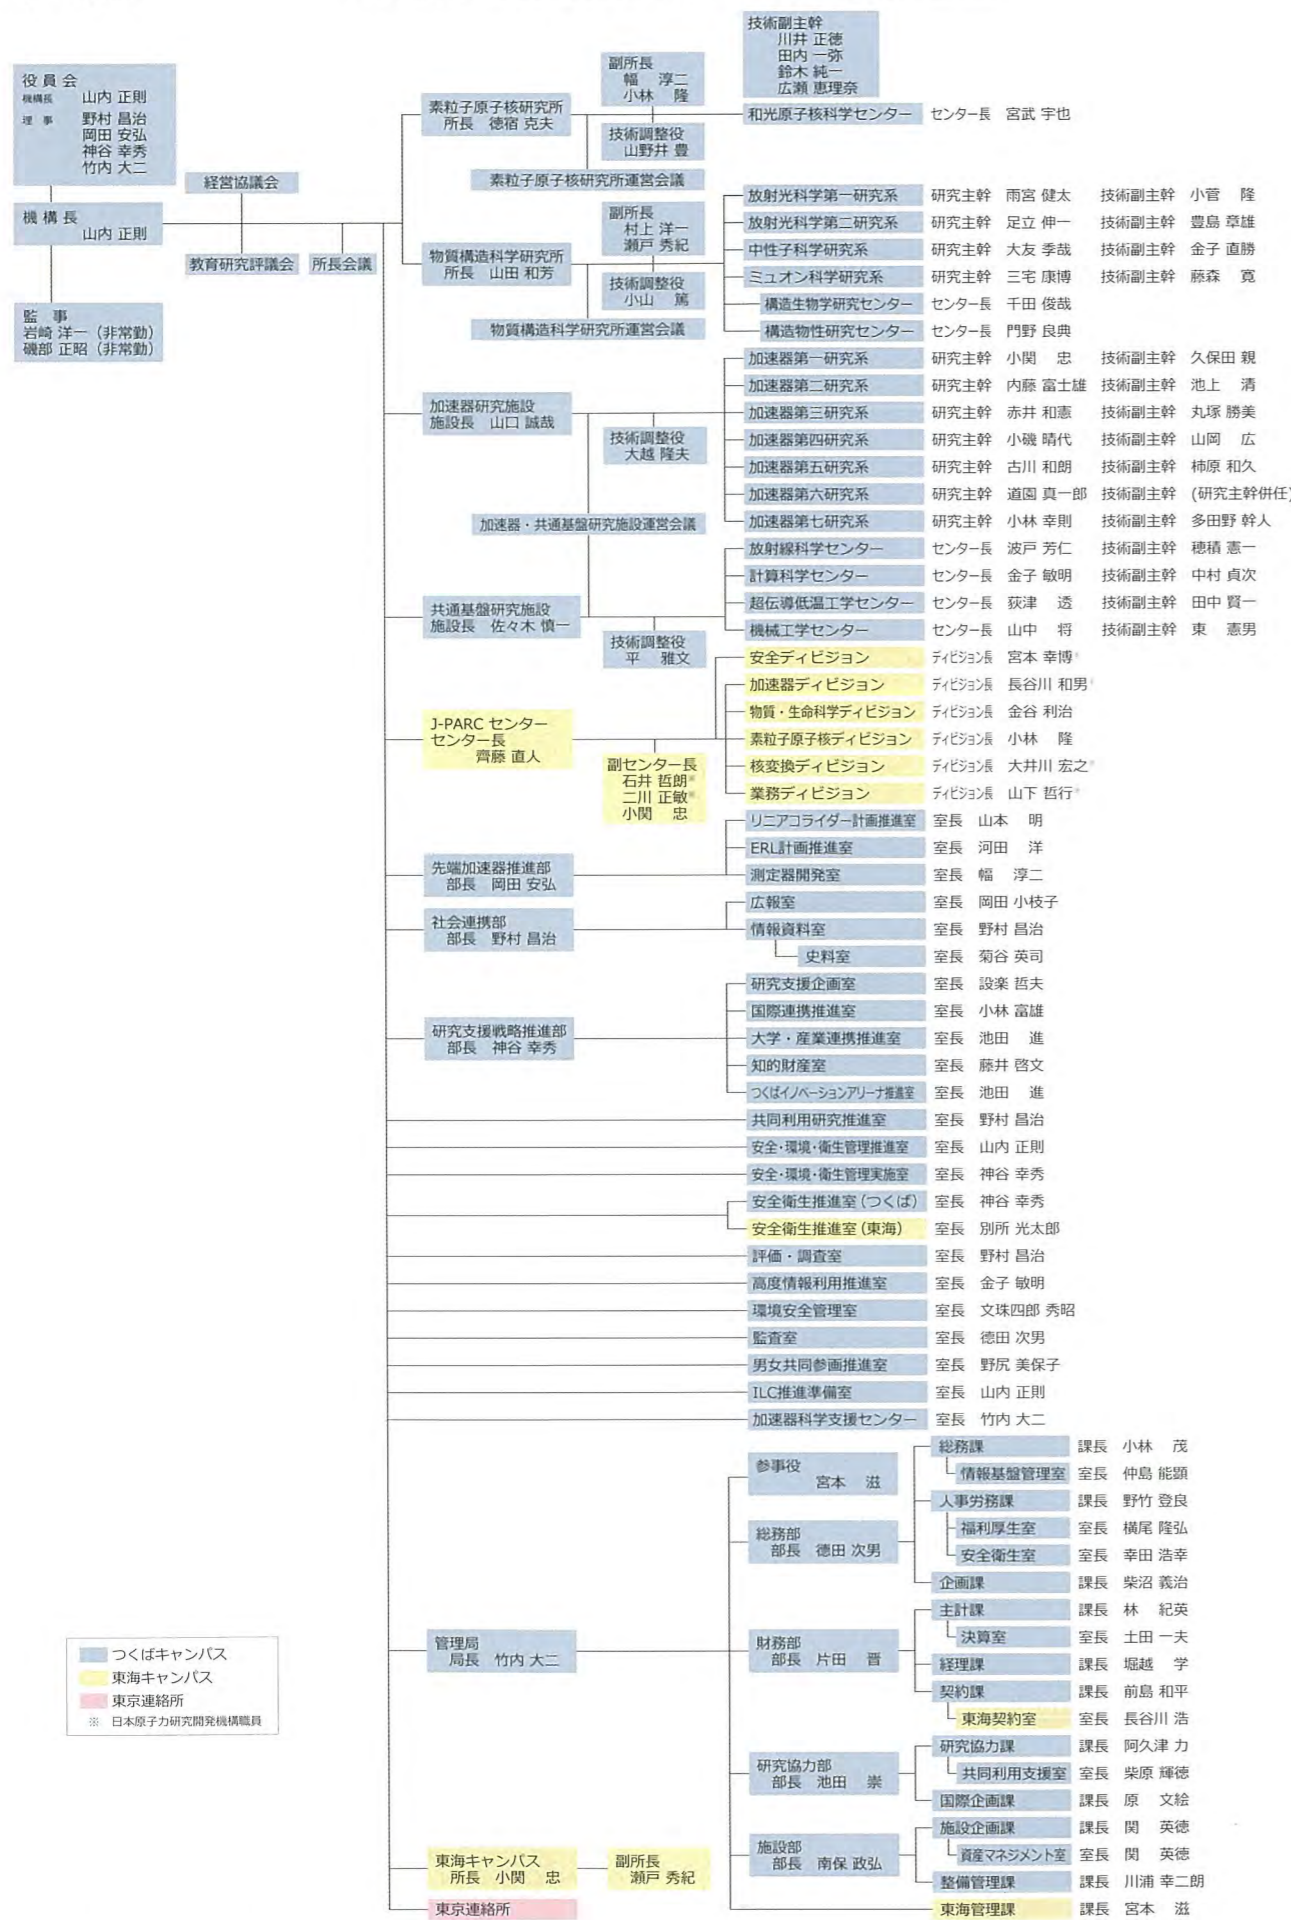 役員会
機構長 山内 正則
理事 野村 昌治
岡田 安弘
神谷 幸秀
竹内 大二
機構長
山内 正則
監事
岩崎 洋一（非常勤）
磯部 正昭（非常勤）
経営協議会
教育研究評議会
所長会議
素粒子原子核研究所
所長 徳宿 克夫
副所長
幅 淳二
小林 隆
技術調整役
山野井 豊
素粒子原子核研究所運営会議
技術副主幹
川井 正徳
田内 一弥
鈴木 純一
広瀬 恵理奈
和光原子核科学センター センター長 宮武 宇也
物質構造科学研究所
所長 山田 和芳
副所長
村上 洋一
瀬戸 秀紀
技術調整役
小山 篤
物質構造科学研究所運営会議
放射光科学第一研究系 研究主幹 雨宮 健太 技術副主幹 小菅 隆
放射光科学第二研究系 研究主幹 足立 伸一 技術副主幹 豊島 章雄
中性子科学研究系 研究主幹 大友 季哉 技術副主幹 金子 直勝
ミュオン科学研究系 研究主幹 三宅 康博 技術副主幹 藤森 寛
構造生物学研究センター センター長 千田 俊哉
構造物性研究センター センター長 門野 良典
加速器研究施設
施設長 山口 誠哉
技術調整役
大越 隆夫
加速器第一研究系 研究主幹 小関 忠 技術副主幹 久保田 親
加速器第二研究系 研究主幹 内藤 富士雄 技術副主幹 池上 清
加速器第三研究系 研究主幹 赤井 和憲 技術副主幹 丸塚 勝美
加速器第四研究系 研究主幹 小磯 晴代 技術副主幹 山岡 広
加速器第五研究系 研究主幹 古川 和朗 技術副主幹 柿原 和久
加速器第六研究系 研究主幹 道園 真一郎 技術副主幹 (研究主幹併任)
加速器第七研究系 研究主幹 小林 幸則 技術副主幹 多田野 幹人
加速器・共通基盤研究施設運営会議
共通基盤研究施設
施設長 佐々木 慎一
技術調整役
平 雅文
放射線科学センター センター長 波戸 芳仁 技術副主幹 穂積 憲一
計算科学センター センター長 金子 敏明 技術副主幹 中村 貞次
超伝導低温工学センター センター長 荻津 透 技術副主幹 田中 賢一
機械工学センター センター長 山中 将 技術副主幹 東 憲男
J-PARC センター
センター長
齊藤 直人
副センター長
石井 哲朗※
二川 正敏※
小関 忠
安全ディビジョン ディビジョン長 宮本 幸博※
加速器ディビジョン ディビジョン長 長谷川 和男※
物質・生命科学ディビジョン ディビジョン長 金谷 利治
素粒子原子核ディビジョン ディビジョン長 小林 隆
核変換ディビジョン ディビジョン長 大井川 宏之※
業務ディビジョン ディビジョン長 山下 哲行※
先端加速器推進部
部長 岡田 安弘
リニアコライダー計画推進室 室長 山本 明
ERL計画推進室 室長 河田 洋
測定器開発室 室長 幅 淳二
社会連携部
部長 野村 昌治
広報室 室長 岡田 小枝子
情報資料室 室長 野村 昌治
史料室 室長 菊谷 英司
研究支援戦略推進部
部長 神谷 幸秀
研究支援企画室 室長 設楽 哲夫
国際連携推進室 室長 小林 富雄
大学・産業連携推進室 室長 池田 進
知的財産室 室長 藤井 啓文
つくばイノベーションアリーナ推進室 室長 池田 進
共同利用研究推進室 室長 野村 昌治
安全・環境・衛生管理推進室 室長 山内 正則
安全・環境・衛生管理実施室 室長 神谷 幸秀
安全衛生推進室（つくば） 室長 神谷 幸秀
安全衛生推進室（東海） 室長 別所 光太郎
評価・調査室 室長 野村 昌治
高度情報利用推進室 室長 金子 敏明
環境安全管理室 室長 文珠四郎 秀昭
監査室 室長 徳田 次男
男女共同参画推進室 室長 野尻 美保子
ILC推進準備室 室長 山内 正則
加速器科学支援センター 室長 竹内 大二
管理局
局長 竹内 大二
参事役
宮本 滋
総務部
部長 徳田 次男
総務課 課長 小林 茂
情報基盤管理室 室長 仲島 能顕
人事労務課 課長 野竹 登良
福利厚生室 室長 横尾 隆弘
安全衛生室 室長 幸田 浩幸
企画課 課長 柴沼 義治
財務部
部長 片田 晋
主計課 課長 林 紀英
決算室 室長 土田 一夫
経理課 課長 堀越 学
契約課 課長 前島 和平
東海契約室 室長 長谷川 浩
研究協力部
部長 池田 崇
研究協力課 課長 阿久津 力
共同利用支援室 室長 柴原 輝徳
国際企画課 課長 原 文絵
施設部
部長 南保 政弘
施設企画課 課長 関 英徳
資産マネジメント室 室長 関 英徳
整備管理課 課長 川浦 幸二朗
東海管理課 課長 宮本 滋
東海キャンパス
所長 小関 忠
副所長
瀬戸 秀紀
東京連絡所
つくばキャンパス
東海キャンパス
東京連絡所
※ 日本原子力研究開発機構職員